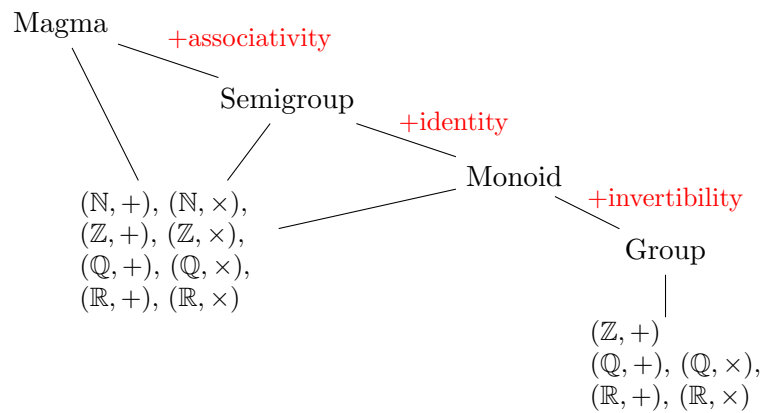 Magma
+associativity
Semigroup
+identity
Monoid
+invertibility
(ℕ, +), (ℕ, ×),
(ℤ, +), (ℤ, ×),
(ℚ, +), (ℚ, ×),
(ℝ, +), (ℝ, ×)
Group
(ℤ, +)
(ℚ, +), (ℚ, ×),
(ℝ, +), (ℝ, ×)